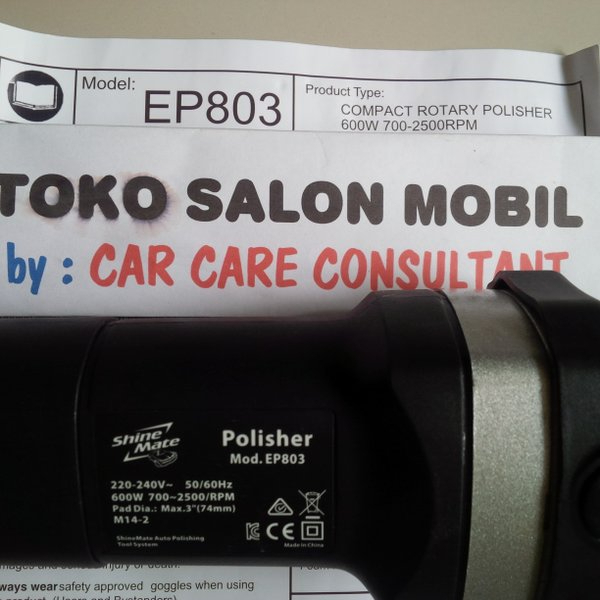 Model:
EP803
Product Type:
COMPACT ROTARY POLISHER
600W 700-2500RPM
TOKO SALON MOBIL
by : CAR CARE CONSULTANT
Shine Mate
Polisher
Mod. EP803
220-240V~ 50/60Hz
600W 700~2500/RPM
Pad Dia.: Max.3"(74mm)
M14-2
ShineMate Auto Polishing
Tool System
Made in China
or death.
ways wear safety approved goggles when using